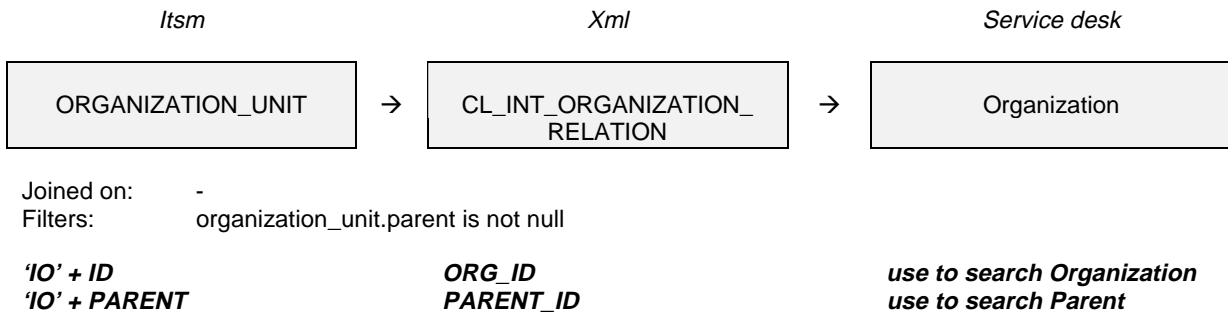 Itsm Xml Service desk
ORGANIZATION_UNIT → CL_INT_ORGANIZATION_ → Organization
RELATION
Joined on: -
Filters: organization_unit.parent is not null
‘IO’ + ID ORG_ID use to search Organization
‘IO’ + PARENT PARENT_ID use to search Parent